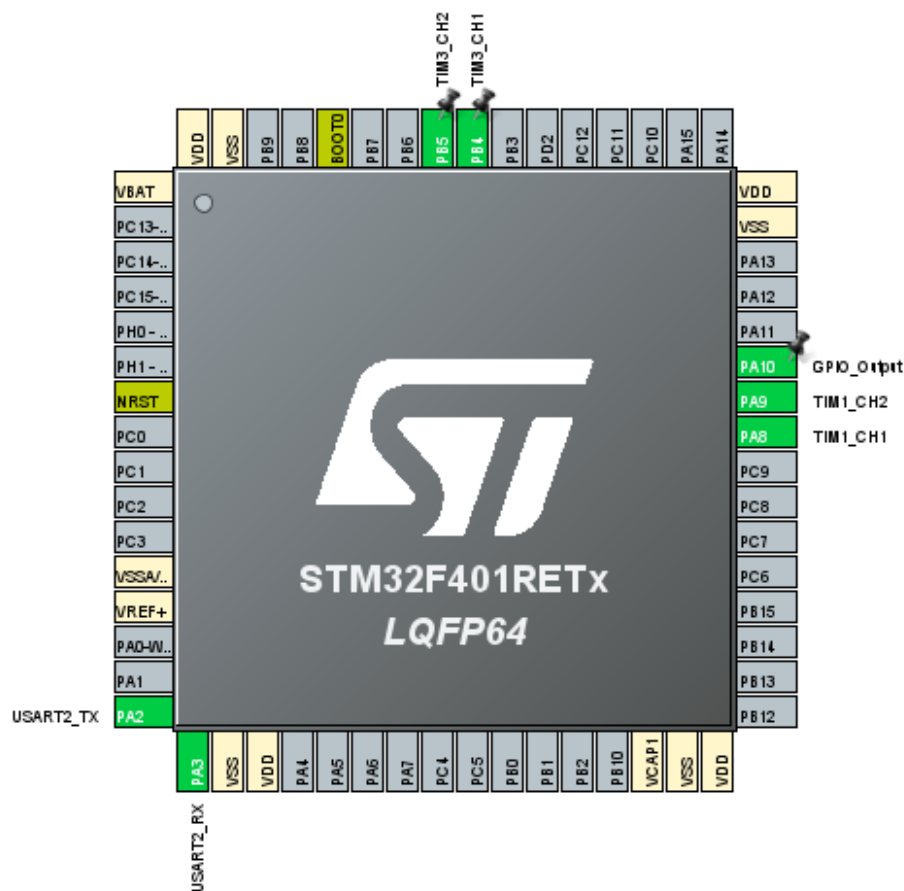 TIM3_CH2
TIM3_CH1
VDD
VSS
PB9
PB8
BOOT0
PB7
PB6
PB5
PB4
PB3
PD2
PC12
PC11
PC10
PA15
PA14
VBAT
PC13-..
PC14-..
PC15-..
PH0-..
PH1-..
NRST
PC0
PC1
PC2
PC3
VSSA/..
VREF+
PA0-W..
PA1
USART2_TX PA2
VDD
VSS
PA13
PA12
PA11
PA10 GPIO_Output
PA9 TIM1_CH2
PA8 TIM1_CH1
PC9
PC8
PC7
PC6
PB15
PB14
PB13
PB12
ST
STM32F401RETx
LQFP64
PA3
VSS
VDD
PA4
PA5
PA6
PA7
PC4
PC5
PB0
PB1
PB2
PB10
VCAP1
VSS
VDD
USART2_RX